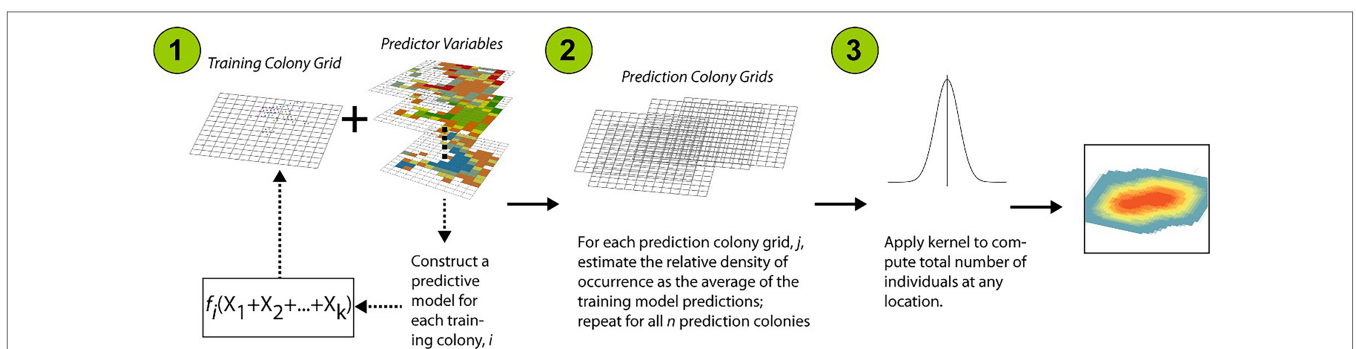 1
Training Colony Grid
+
Predictor Variables
Construct a
predictive
model for
each train-
ing colony, i
fi(X1+X2+...+Xk)
2
Prediction Colony Grids
For each prediction colony grid, j,
estimate the relative density of
occurrence as the average of the
training model predictions;
repeat for all n prediction colonies
3
Apply kernel to com-
pute total number of
individuals at any
location.